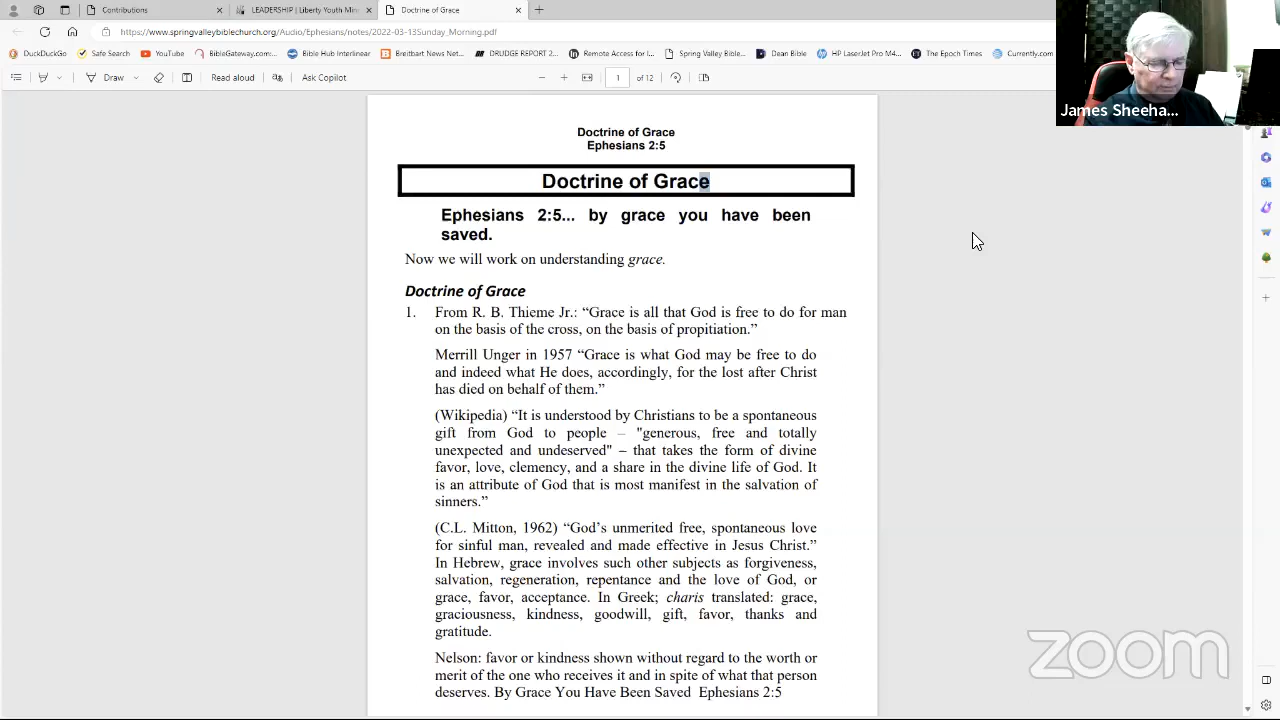 Contributions
LEADERSHIP | Liberty Youth Min
Doctrine of Grace
https://www.springvalleybiblechurch.org/Audio/Ephesians/notes/2022-03-13Sunday_Morning.pdf
DuckDuckGo
Most Visited
YouTube
BibleGateway.com:
Bible Hub Interlinear
Breitbart News Netw...
DRUDGE REPORT 2...
Remote Access for I...
Spring Valley Bible...
Dean Bible
HP LaserJet Pro M4...
The Epoch Times
Currently.com
Draw
Read aloud
Ask Copilot
1 of 12
James Sheeha...
Doctrine of Grace
Ephesians 2:5
Doctrine of Grace
Ephesians 2:5... by grace you have been
saved.
Now we will work on understanding grace.
Doctrine of Grace
1. From R. B. Thieme Jr.: “Grace is all that God is free to do for man
on the basis of the cross, on the basis of propitiation.”
Merrill Unger in 1957 “Grace is what God may be free to do
and indeed what He does, accordingly, for the lost after Christ
has died on behalf of them.”
(Wikipedia) “It is understood by Christians to be a spontaneous
gift from God to people – "generous, free and totally
unexpected and undeserved" – that takes the form of divine
favor, love, clemency, and a share in the divine life of God. It
is an attribute of God that is most manifest in the salvation of
sinners.”
(C.L. Mitton, 1962) “God’s unmerited free, spontaneous love
for sinful man, revealed and made effective in Jesus Christ.”
In Hebrew, grace involves such other subjects as forgiveness,
salvation, regeneration, repentance and the love of God, or
grace, favor, acceptance. In Greek; charis translated: grace,
graciousness, kindness, goodwill, gift, favor, thanks and
gratitude.
Nelson: favor or kindness shown without regard to the worth or
merit of the one who receives it and in spite of what that person
deserves. By Grace You Have Been Saved Ephesians 2:5
zoom